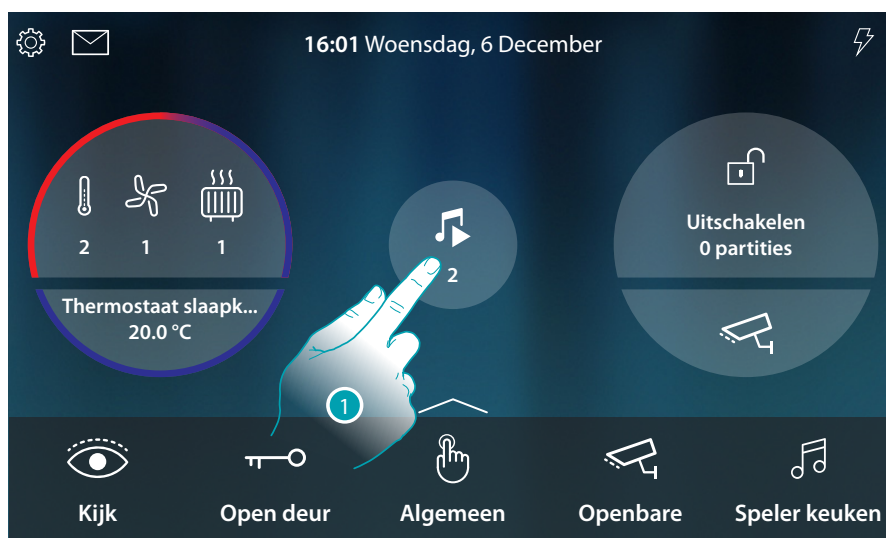 16:01 Woensdag, 6 December
2 1 1
Thermostaat slaapk...
20.0 °C
2
Uitschakelen
0 partities
1
Kijk
Open deur
Algemeen
Openbare
Speler keuken